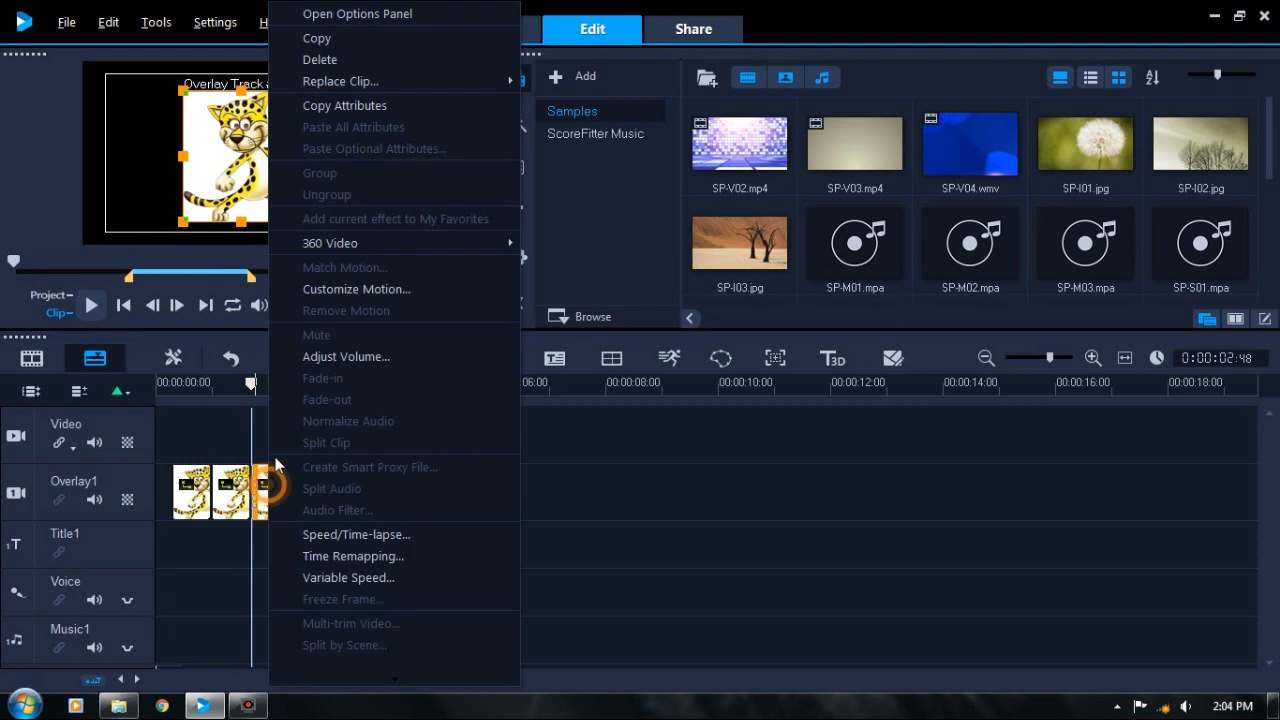 File
Edit
Tools
Settings
H
Edit
Share
Overlay Track
Project
Clip
Open Options Panel
Copy
Delete
Replace Clip...
Copy Attributes
Paste All Attributes
Paste Optional Attributes...
Group
Ungroup
Add current effect to My Favorites
360 Video
Match Motion...
Customize Motion...
Remove Motion
Mute
Adjust Volume...
Fade-in
Fade-out
Normalize Audio
Split Clip
Create Smart Proxy File...
Split Audio
Audio Filter...
Speed/Time-lapse...
Time Remapping...
Variable Speed...
Freeze Frame...
Multi-trim Video...
Split by Scene...
Add
Samples
ScoreFitter Music
Browse
SP-V02.mp4
SP-V03.mp4
SP-V04.wmv
SP-I01.jpg
SP-I02.jpg
SP-I03.jpg
SP-M01.mpa
SP-M02.mpa
SP-M03.mpa
SP-S01.mpa
T3D
0:00:02:48
00:00:00:00
06:00
00:00:08:00
00:00:10:00
00:00:12:00
00:00:14:00
00:00:16:00
00:00:18:00
Video
Overlay1
Title1
Voice
Music1
2:04 PM